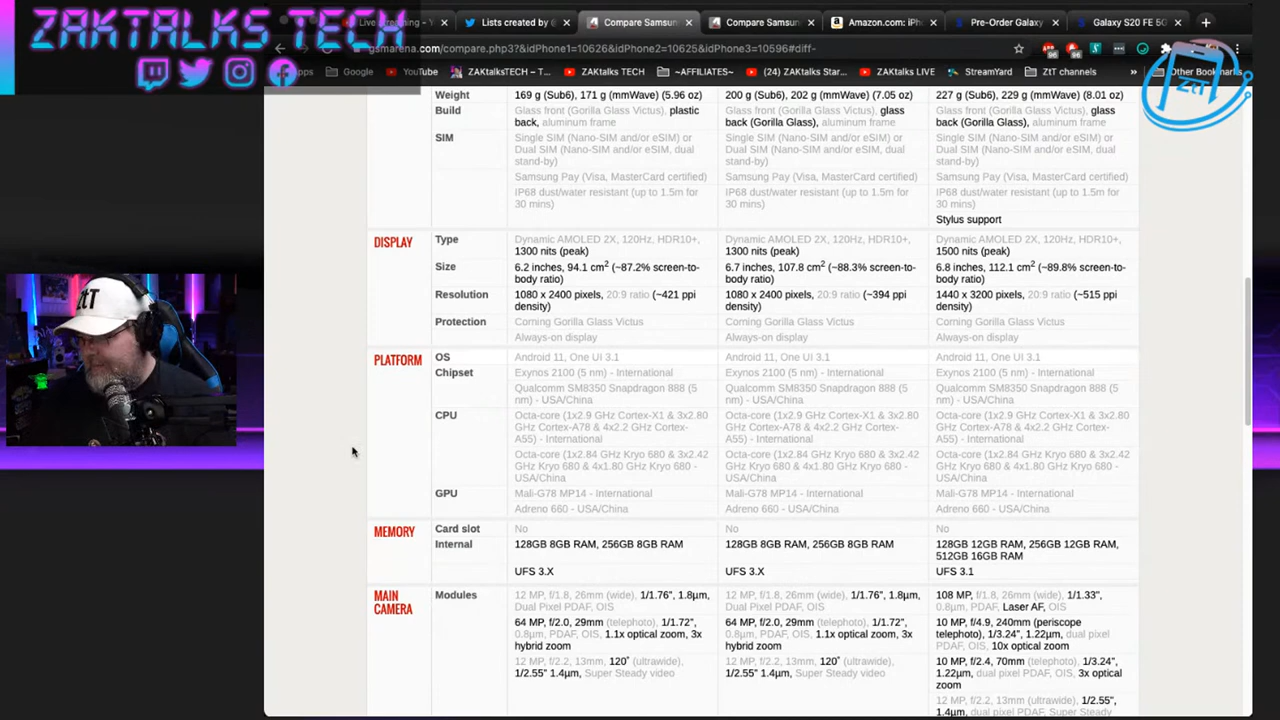 ZAKTALKS TECH
Live streaming - Y
Lists created by
Compare Samsun
Compare Samsun
Amazon.com: iPh
Pre-Order Galaxy
Galaxy S20 FE 5G
gsmarena.com/compare.php3?&idPhone1=10626&idPhone2=10625&idPhone3=10596#diff-
Google YouTube ZAKtalksTECH – T... ZAKtalks TECH ~AFFILIATES~ (24) ZAKtalks Star... ZAKtalks LIVE StreamYard ZtT channels » Other Bookmarks
ZtT
Weight 169 g (Sub6), 171 g (mmWave) (5.96 oz) 200 g (Sub6), 202 g (mmWave) (7.05 oz) 227 g (Sub6), 229 g (mmWave) (8.01 oz)
Build Glass front (Gorilla Glass Victus), plastic Glass front (Gorilla Glass Victus), glass Glass front (Gorilla Glass Victus), glass
back, aluminum frame back (Gorilla Glass), aluminum frame back (Gorilla Glass), aluminum frame
SIM Single SIM (Nano-SIM and/or eSIM) or Single SIM (Nano-SIM and/or eSIM) or Single SIM (Nano-SIM and/or eSIM) or
Dual SIM (Nano-SIM and/or eSIM, dual Dual SIM (Nano-SIM and/or eSIM, dual Dual SIM (Nano-SIM and/or eSIM, dual
stand-by) stand-by) stand-by)
Samsung Pay (Visa, MasterCard certified) Samsung Pay (Visa, MasterCard certified) Samsung Pay (Visa, MasterCard certified)
IP68 dust/water resistant (up to 1.5m for IP68 dust/water resistant (up to 1.5m for IP68 dust/water resistant (up to 1.5m for
30 mins) 30 mins) 30 mins)
Stylus support
DISPLAY Type Dynamic AMOLED 2X, 120Hz, HDR10+, Dynamic AMOLED 2X, 120Hz, HDR10+, Dynamic AMOLED 2X, 120Hz, HDR10+,
1300 nits (peak) 1300 nits (peak) 1500 nits (peak)
Size 6.2 inches, 94.1 cm2 (~87.2% screen-to- 6.7 inches, 107.8 cm2 (~88.3% screen-to- 6.8 inches, 112.1 cm2 (~89.8% screen-to-
body ratio) body ratio) body ratio)
Resolution 1080 x 2400 pixels, 20:9 ratio (~421 ppi 1080 x 2400 pixels, 20:9 ratio (~394 ppi 1440 x 3200 pixels, 20:9 ratio (~515 ppi
density) density) density)
Protection Corning Gorilla Glass Victus Corning Gorilla Glass Victus Corning Gorilla Glass Victus
Always-on display Always-on display Always-on display
PLATFORM OS Android 11, One UI 3.1 Android 11, One UI 3.1 Android 11, One UI 3.1
Chipset Exynos 2100 (5 nm) - International Exynos 2100 (5 nm) - International Exynos 2100 (5 nm) - International
Qualcomm SM8350 Snapdragon 888 (5 Qualcomm SM8350 Snapdragon 888 (5 Qualcomm SM8350 Snapdragon 888 (5
nm) - USA/China nm) - USA/China nm) - USA/China
CPU Octa-core (1x2.9 GHz Cortex-X1 & 3x2.80 Octa-core (1x2.9 GHz Cortex-X1 & 3x2.80 Octa-core (1x2.9 GHz Cortex-X1 & 3x2.80
GHz Cortex-A78 & 4x2.2 GHz Cortex- GHz Cortex-A78 & 4x2.2 GHz Cortex- GHz Cortex-A78 & 4x2.2 GHz Cortex-
A55) - International A55) - International A55) - International
Octa-core (1x2.84 GHz Kryo 680 & 3x2.42 Octa-core (1x2.84 GHz Kryo 680 & 3x2.42 Octa-core (1x2.84 GHz Kryo 680 & 3x2.42
GHz Kryo 680 & 4x1.80 GHz Kryo 680 - GHz Kryo 680 & 4x1.80 GHz Kryo 680 - GHz Kryo 680 & 4x1.80 GHz Kryo 680 -
USA/China USA/China USA/China
GPU Mali-G78 MP14 - International Mali-G78 MP14 - International Mali-G78 MP14 - International
Adreno 660 - USA/China Adreno 660 - USA/China Adreno 660 - USA/China
MEMORY Card slot No No No
Internal 128GB 8GB RAM, 256GB 8GB RAM 128GB 8GB RAM, 256GB 8GB RAM 128GB 12GB RAM, 256GB 12GB RAM,
512GB 16GB RAM
UFS 3.X UFS 3.X UFS 3.1
MAIN Modules 12 MP, f/1.8, 26mm (wide), 1/1.76", 1.8µm, 12 MP, f/1.8, 26mm (wide), 1/1.76", 1.8µm, 108 MP, f/1.8, 26mm (wide), 1/1.33",
CAMERA Dual Pixel PDAF, OIS Dual Pixel PDAF, OIS 0.8µm, PDAF, Laser AF, OIS
64 MP, f/2.0, 29mm (telephoto), 1/1.72", 64 MP, f/2.0, 29mm (telephoto), 1/1.72", 10 MP, f/4.9, 240mm (periscope
0.8µm, PDAF, OIS, 1.1x optical zoom, 3x 0.8µm, PDAF, OIS, 1.1x optical zoom, 3x telephoto), 1/3.24", 1.22µm, dual pixel
hybrid zoom hybrid zoom PDAF, OIS, 10x optical zoom
12 MP, f/2.2, 13mm, 120˚ (ultrawide), 12 MP, f/2.2, 13mm, 120˚ (ultrawide), 10 MP, f/2.4, 70mm (telephoto), 1/3.24",
1/2.55" 1.4µm, Super Steady video 1/2.55" 1.4µm, Super Steady video 1.22µm, dual pixel PDAF, OIS, 3x optical
zoom
12 MP, f/2.2, 13mm (ultrawide), 1/2.55",
1.4µm, dual pixel PDAF, Super Steady